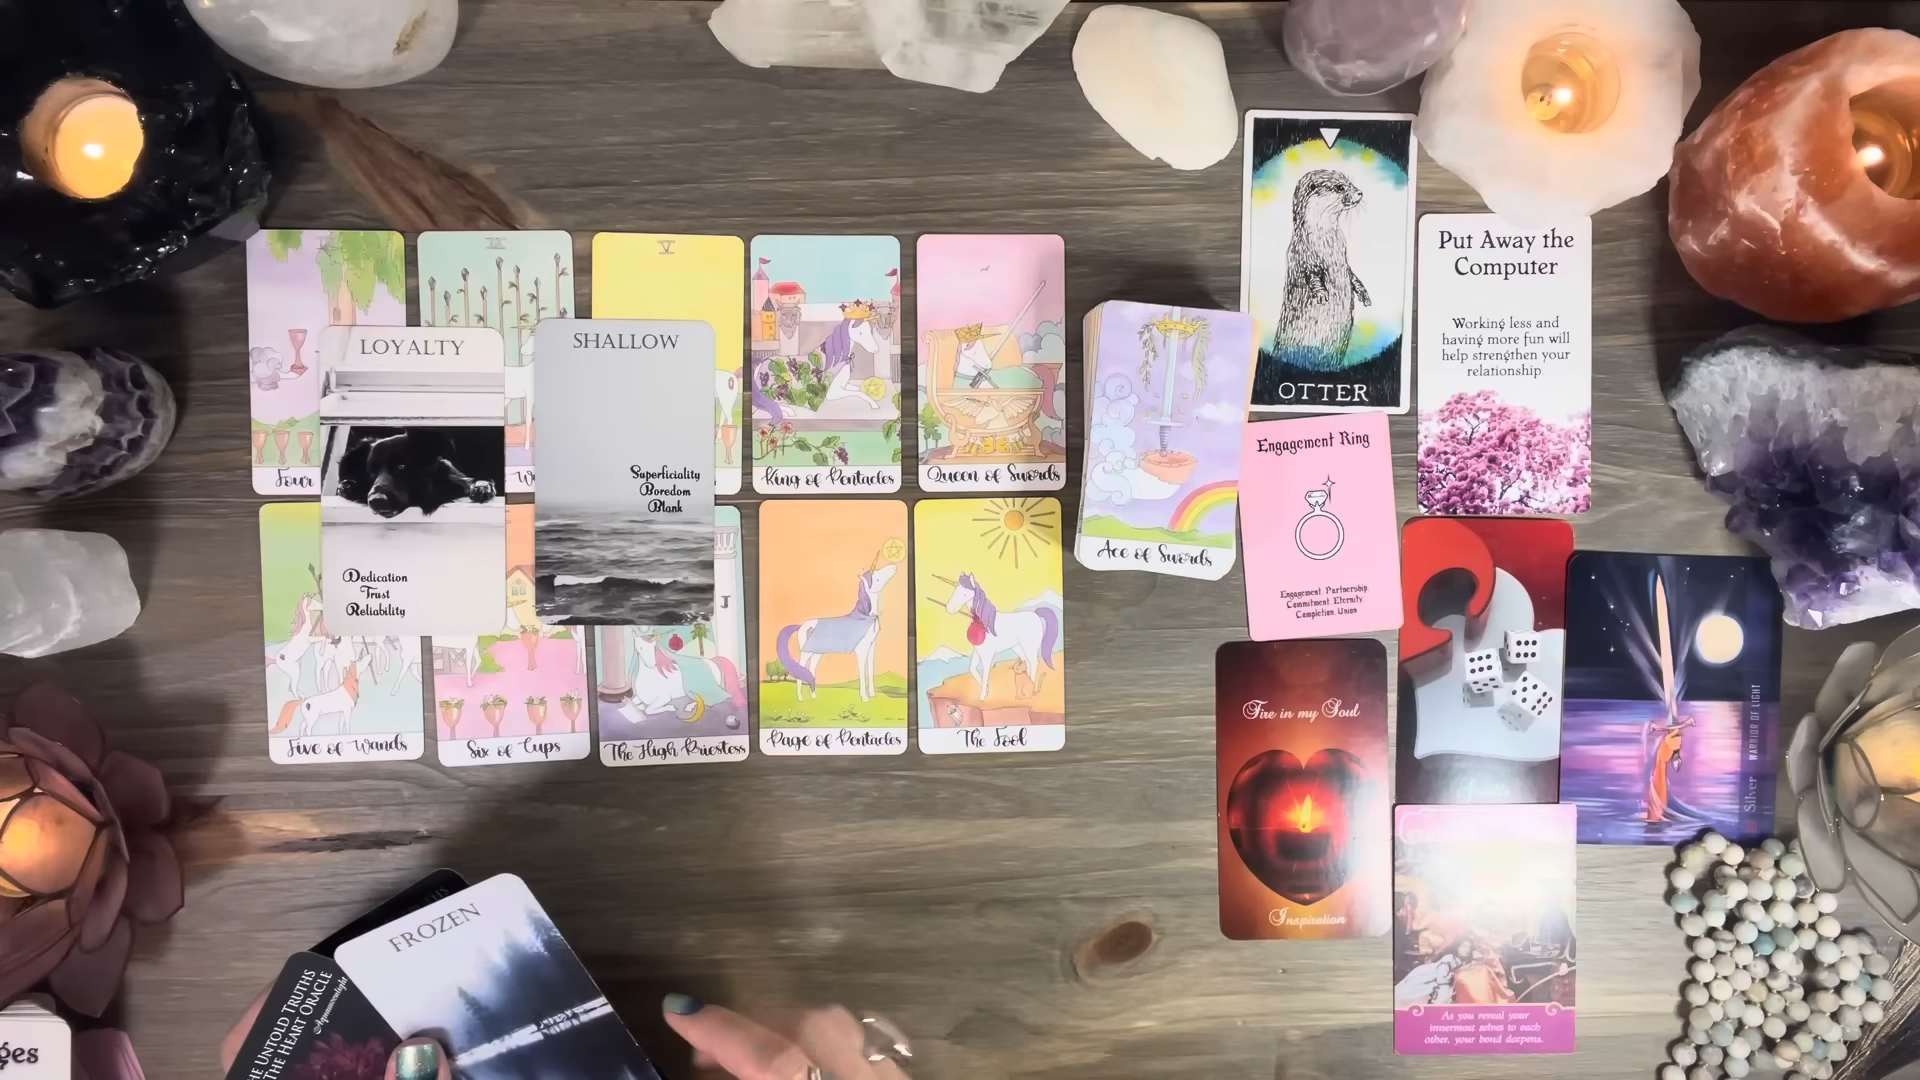 IX
V
Four
LOYALTY
Dedication
Trust
Reliability
SHALLOW
Superficiality
Boredom
Blank
King of Pentacles
Queen of Swords
Five of Wands
Six of Cups
J
The High Priestess
Page of Pentacles
The Fool
Ace of Swords
OTTER
Put Away the
Computer
Working less and
having more fun will
help strengthen your
relationship.
Engagement Ring
Engagement, Partnership
Commitment, Eternity
Completion, Union
Fire in my Soul
Inspiration
Silver WARRIOR OF LIGHT
As you reveal your
innermost selves to each
other, your bond deepens.
FROZEN
THE UNTOLD TRUTHS
OF THE HEART ORACLE
Aquamoonlight
ges